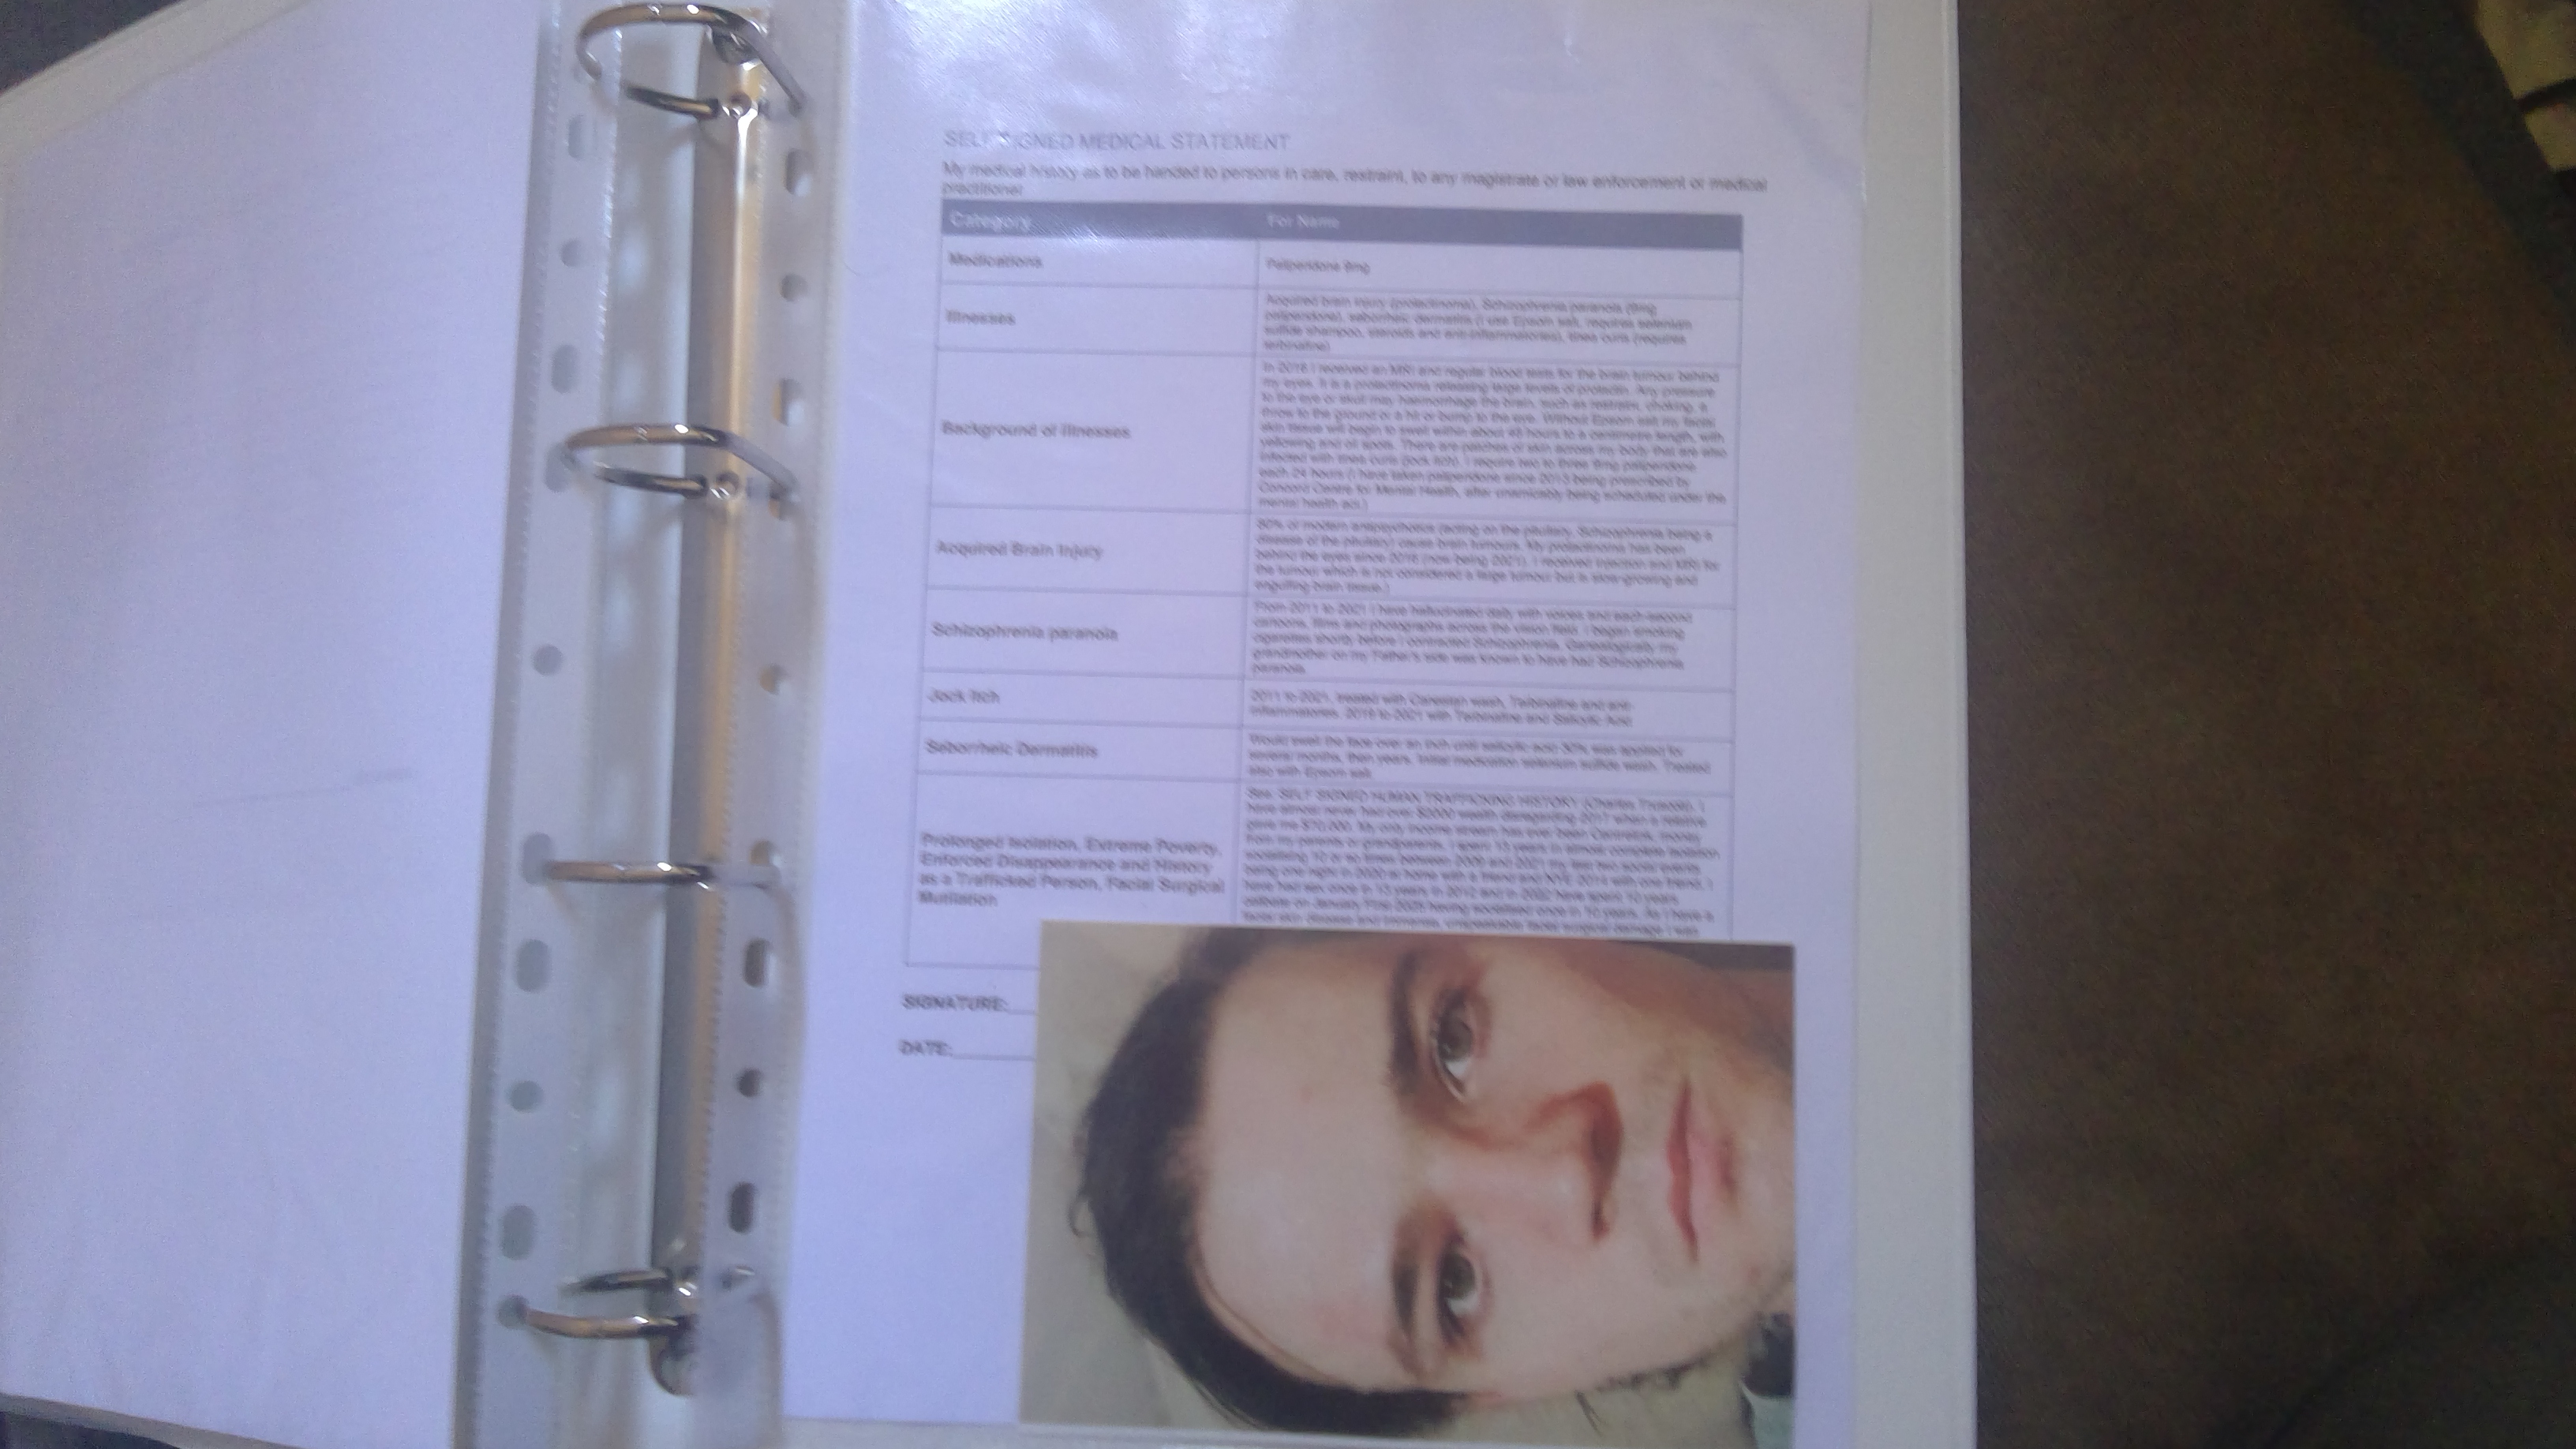 SELF SIGNED MEDICAL STATEMENT
My medical history as to be handed to persons in care, restraint, to any magistrate or law enforcement or medical
practitioner
Category
For Name
Medications
Paliperidone 9mg
Illnesses
Acquired brain injury (prolactinoma), Schizophrenia paranoia (9mg
paliperidone), seborrheic dermatitis (I use Epsom salt, requires selenium
sulfide shampoo, steroids and anti-inflammatories), tinea cruris (requires
terbinafine)
Background of Illnesses
In 2016 I received an MRI and regular blood tests for the brain tumour behind
my eyes. It is a prolactinoma releasing large levels of prolactin. Any pressure
to the eye or skull may haemorrhage the brain, such as restraint, choking, a
throw to the ground or a hit or bump to the eye. Without Epsom salt my facial
skin tissue will begin to swell within about 48 hours to a centimetre length, with
yellowing and oil spots. There are patches of skin across my body that are also
infected with tinea cruris (jock itch). I require two to three 9mg paliperidone
each 24 hours (I have taken paliperidone since 2013 being prescribed by
Concord Centre for Mental Health, after unamicably being scheduled under the
mental health act.)
Acquired Brain Injury
90% of modern antipsychotics (acting on the pituitary, Schizophrenia being a
disease of the pituitary) cause brain tumours. My prolactinoma has been
behind the eyes since 2016 (now being 2021). I received injection and MRI for
the tumour which is not considered a large tumour but is slow-growing and
engulfing brain tissue.)
Schizophrenia paranoia
From 2011 to 2021 I have hallucinated daily with voices and each-second
cartoons, films and photographs across the vision field. I began smoking
cigarettes shortly before I contracted Schizophrenia. Genealogically my
grandmother on my Father's side was known to have had Schizophrenia
paranoia.
Jock Itch
2011 to 2021, treated with Canesten wash, Terbinafine and anti-
inflammatories. 2016 to 2021 with Terbinafine and Salicylic Acid
Seborrheic Dermatitis
Would swell the face over an inch until salicylic acid 30% was applied for
several months, then years. Initial medication selenium sulfide wash. Treated
also with Epsom salt.
Prolonged Isolation, Extreme Poverty,
Enforced Disappearance and History
as a Trafficked Person, Facial Surgical
Mutilation
See, SELF SIGNED HUMAN TRAFFICKING HISTORY (Charles). I
have almost never had over $2000 wealth disregarding 2017 when a relative
gave me $70,000. My only income stream has ever been Centrelink, money
from my parents or grandparents. I spent 13 years in almost complete isolation
socialising 10 or so times between 2009 and 2021 my last two social events
being one night in 2020 at home with a friend and NYE 2014 with one friend. I
have had sex once in 13 years in 2012 and in 2022 have spent 10 years
celibate on January 2025 having socialised once in 10 years. As I have a
facial skin disease and immense, unspeakable facial surgical damage I was
SIGNATURE:
DATE: